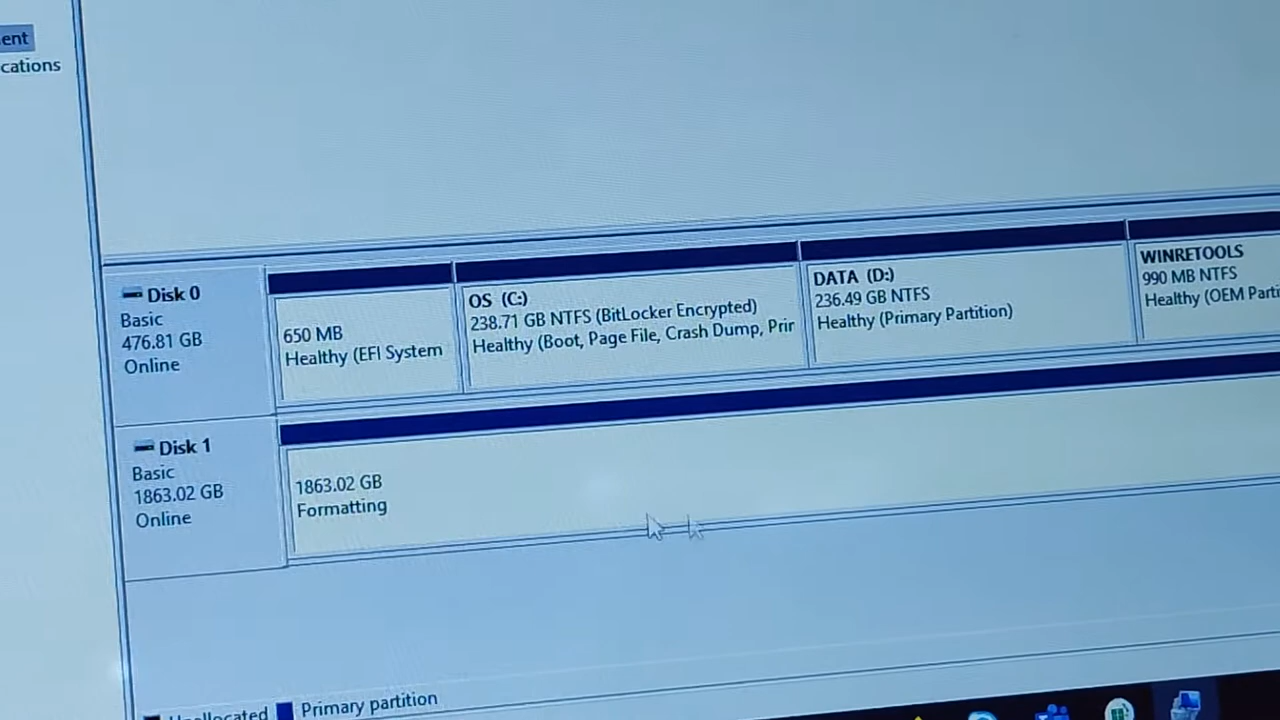 ent
cations
Disk 0
Basic
476.81 GB
Online
650 MB
Healthy (EFI System
OS (C:)
238.71 GB NTFS (BitLocker Encrypted)
Healthy (Boot, Page File, Crash Dump, Prir
DATA (D:)
236.49 GB NTFS
Healthy (Primary Partition)
WINRETOOLS
990 MB NTFS
Healthy (OEM Parti
Disk 1
Basic
1863.02 GB
Online
1863.02 GB
Formatting
Unallocated
Primary partition